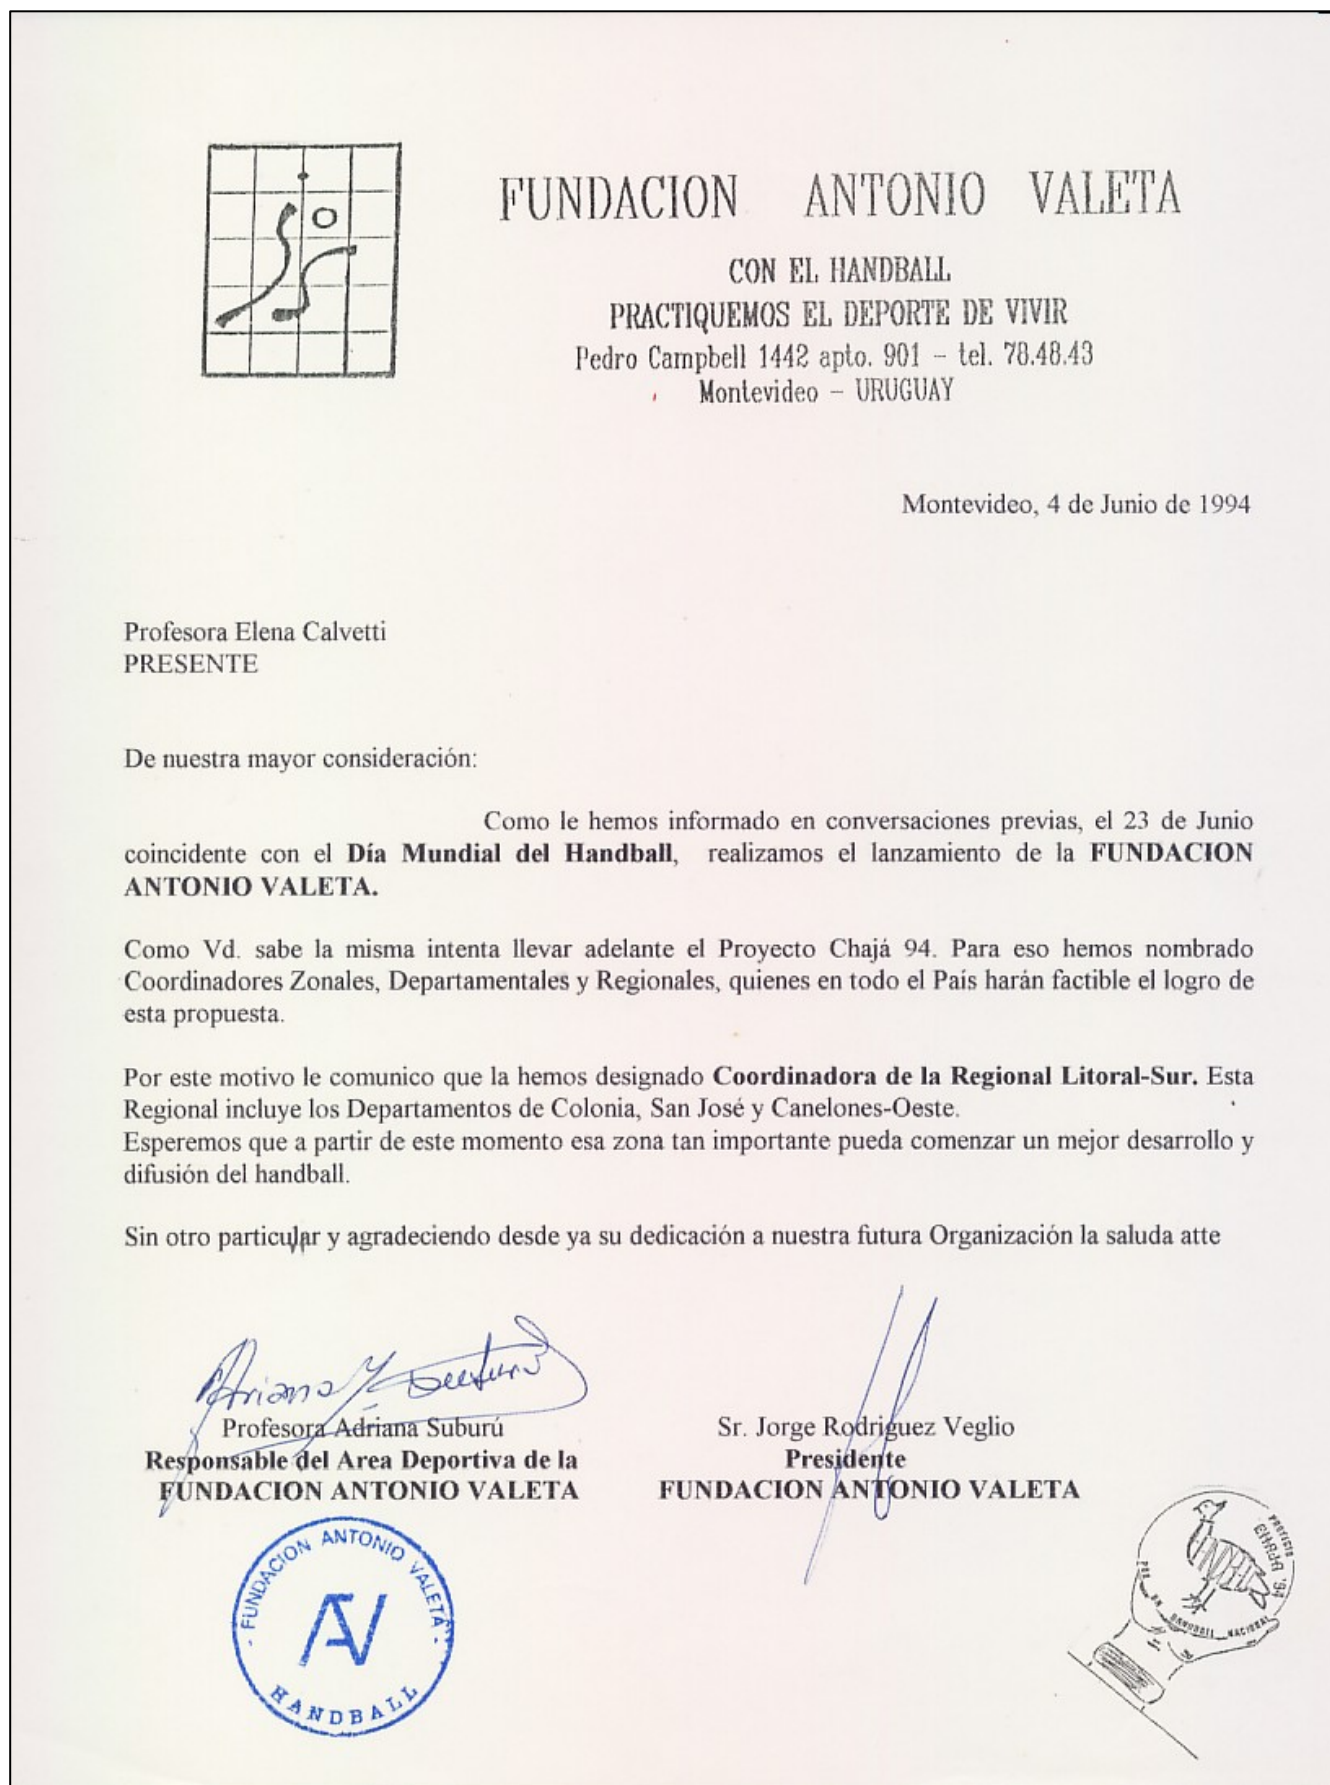 FUNDACION ANTONIO VALETA
CON EL HANDBALL
PRACTIQUEMOS EL DEPORTE DE VIVIR
Pedro Campbell 1442 apto. 901 - tel. 78.48.43
Montevideo - URUGUAY
Montevideo, 4 de Junio de 1994
Profesora Elena Calvetti
PRESENTE
De nuestra mayor consideración:
Como le hemos informado en conversaciones previas, el 23 de Junio
coincidente con el Día Mundial del Handball, realizamos el lanzamiento de la FUNDACION
ANTONIO VALETA.
Como Vd. sabe la misma intenta llevar adelante el Proyecto Chajá 94. Para eso hemos nombrado
Coordinadores Zonales, Departamentales y Regionales, quienes en todo el País harán factible el logro de
esta propuesta.
Por este motivo le comunico que la hemos designado Coordinadora de la Regional Litoral-Sur. Esta
Regional incluye los Departamentos de Colonia, San José y Canelones-Oeste.
Esperemos que a partir de este momento esa zona tan importante pueda comenzar un mejor desarrollo y
difusión del handball.
Sin otro particular y agradeciendo desde ya su dedicación a nuestra futura Organización la saluda atte
Profesora Adriana Suburú
Responsable del Area Deportiva de la
FUNDACION ANTONIO VALETA
Sr. Jorge Rodriguez Veglio
Presidente
FUNDACION ANTONIO VALETA
- FUNDACION ANTONIO VALETA -
AV
HANDBALL
PROYECTO
CHAJA '94
POR UN HANDBALL NACIONAL